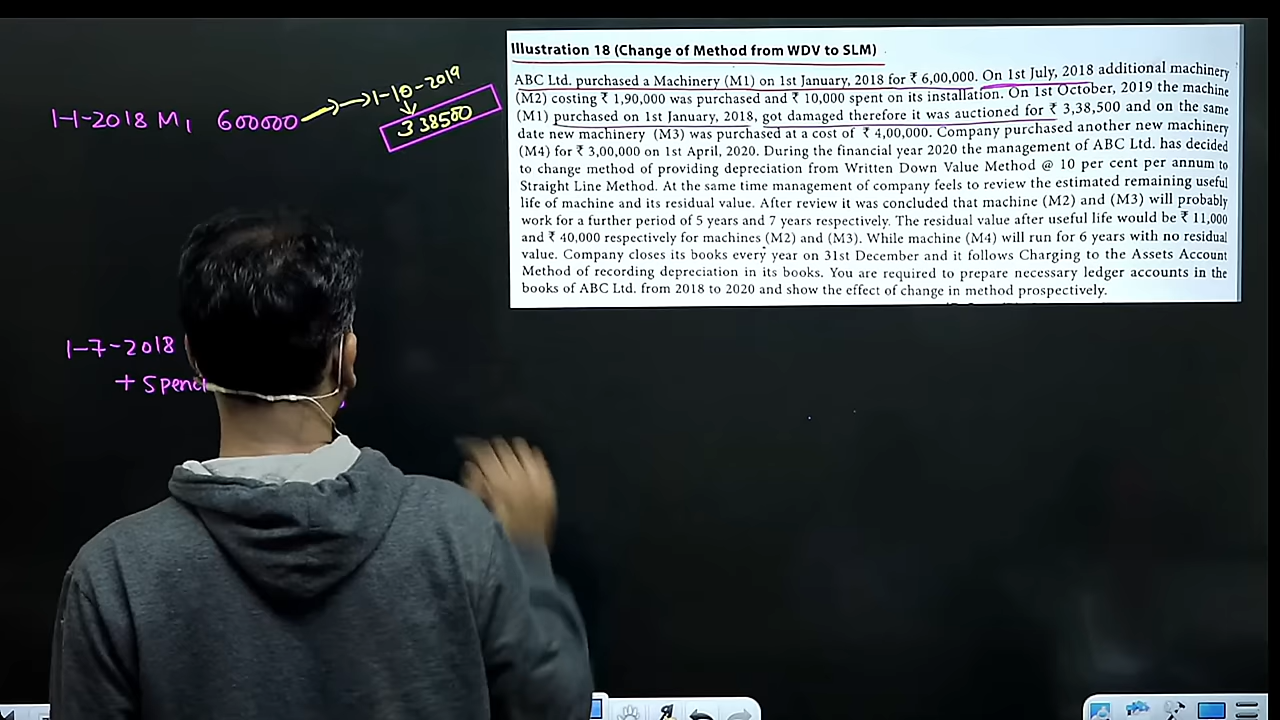 Illustration 18 (Change of Method from WDV to SLM)
ABC Ltd. purchased a Machinery (M1) on 1st January, 2018 for ₹ 6,00,000. On 1st July, 2018 additional machinery
(M2) costing ₹ 1,90,000 was purchased and ₹ 10,000 spent on its installation. On 1st October, 2019 the machine
(M1) purchased on 1st January, 2018, got damaged therefore it was auctioned for ₹ 3,38,500 and on the same
date new machinery (M3) was purchased at a cost of ₹ 4,00,000. Company purchased another new machinery
(M4) for ₹ 3,00,000 on 1st April, 2020. During the financial year 2020 the management of ABC Ltd. has decided
to change method of providing depreciation from Written Down Value Method @ 10 per cent per annum to
Straight Line Method. At the same time management of company feels to review the estimated remaining useful
life of machine and its residual value. After review it was concluded that machine (M2) and (M3) will probably
work for a further period of 5 years and 7 years respectively. The residual value after useful life would be ₹ 11,000
and ₹ 40,000 respectively for machines (M2) and (M3). While machine (M4) will run for 6 years with no residual
value. Company closes its books every year on 31st December and it follows Charging to the Assets Account
Method of recording depreciation in its books. You are required to prepare necessary ledger accounts in the
books of ABC Ltd. from 2018 to 2020 and show the effect of change in method prospectively.
1-1-2018 M1 600000 → 1-10-2019
338500
1-7-2018
+ Spend